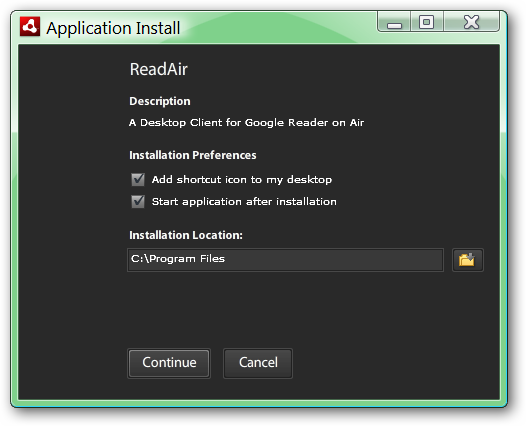 Application Install
ReadAir
Description
A Desktop Client for Google Reader on Air
Installation Preferences
Add shortcut icon to my desktop
Start application after installation
Installation Location:
C:\Program Files
Continue Cancel